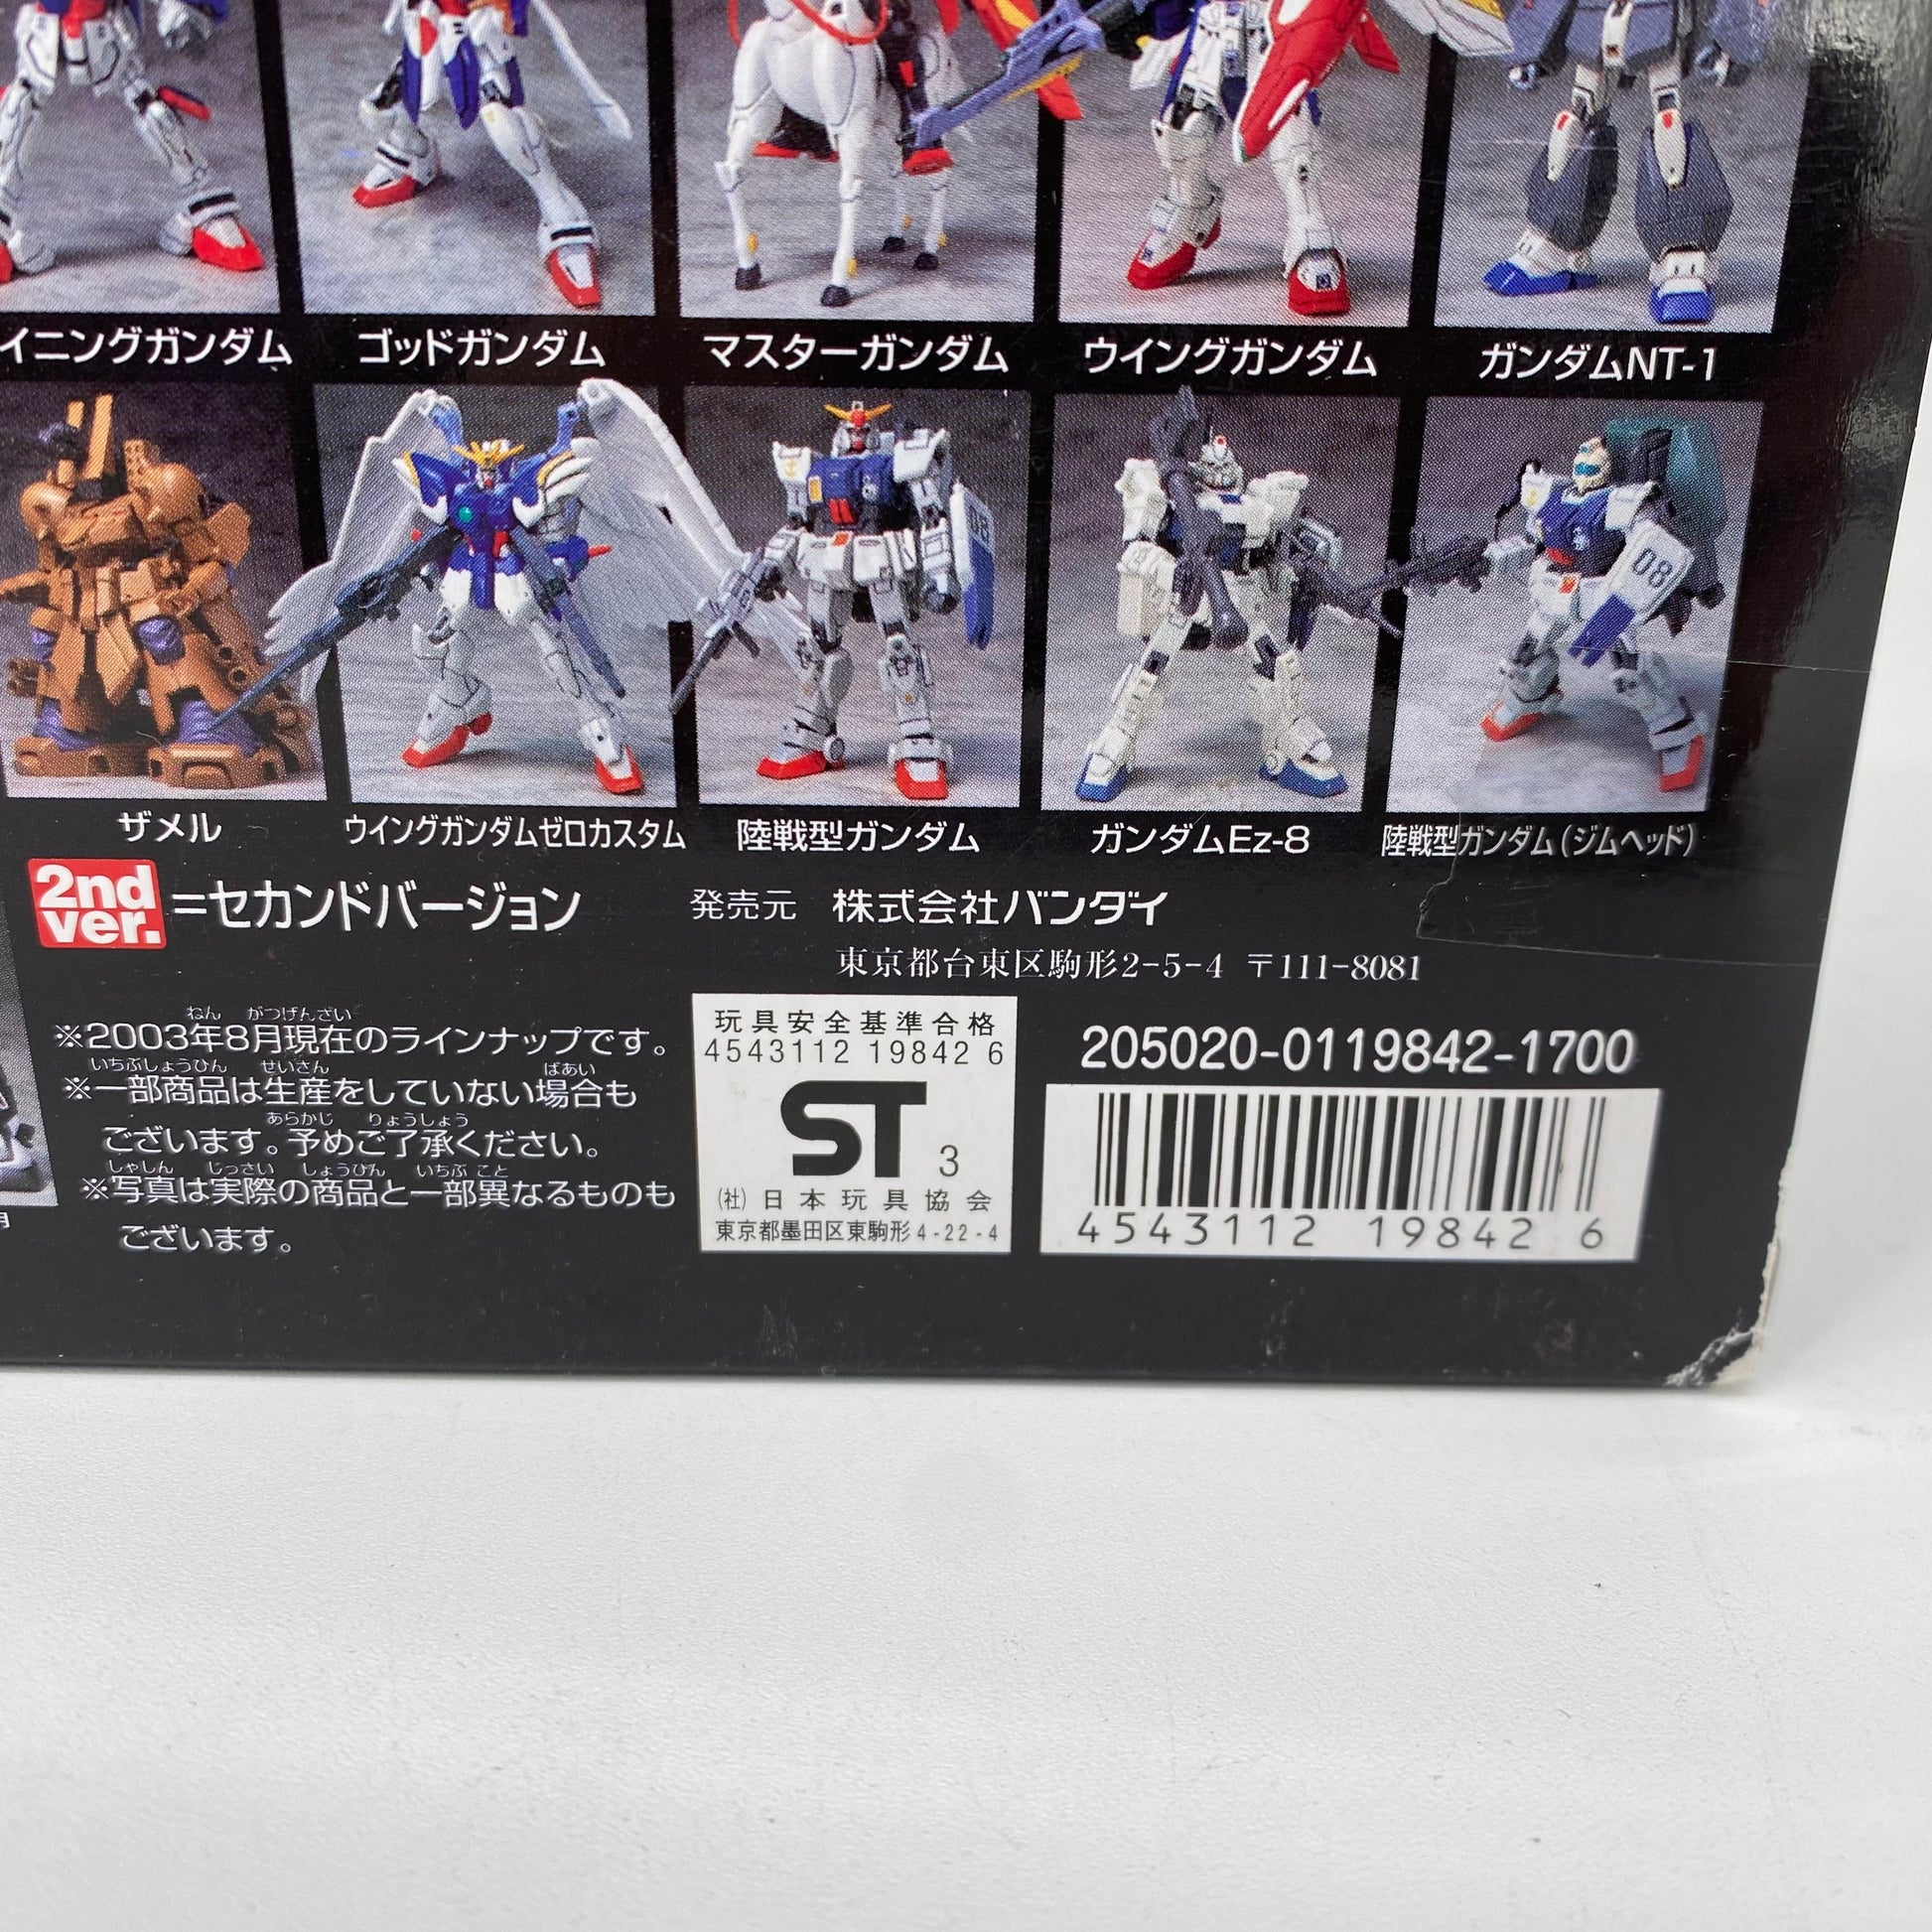 イニングガンダム
ゴッドガンダム
マスターガンダム
ウイングガンダム
ガンダムNT-1
08
08
ザメル
ウイングガンダムゼロカスタム
陸戦型ガンダム
ガンダムEz-8
陸戦型ガンダム(ジムヘッド)
2nd
ver.
=セカンドバージョン
発売元 株式会社バンダイ
東京都台東区駒形2-5-4 〒111-8081
ねん がつげんざい
※2003年8月現在のラインナップです。
いちぶしょうひん せいさん ばあい
※一部商品は生産をしていない場合も
あらかじ りょうしょう
ございます。予めご了承ください。
しゃしん じっさい しょうひん いちぶ こと
※写真は実際の商品と一部異なるものも
ございます。
玩具安全基準合格
4543112 19842 6
ST 3
(社)日本玩具協会
東京都墨田区東駒形4-22-4
205020-0119842-1700
4543112 19842 6